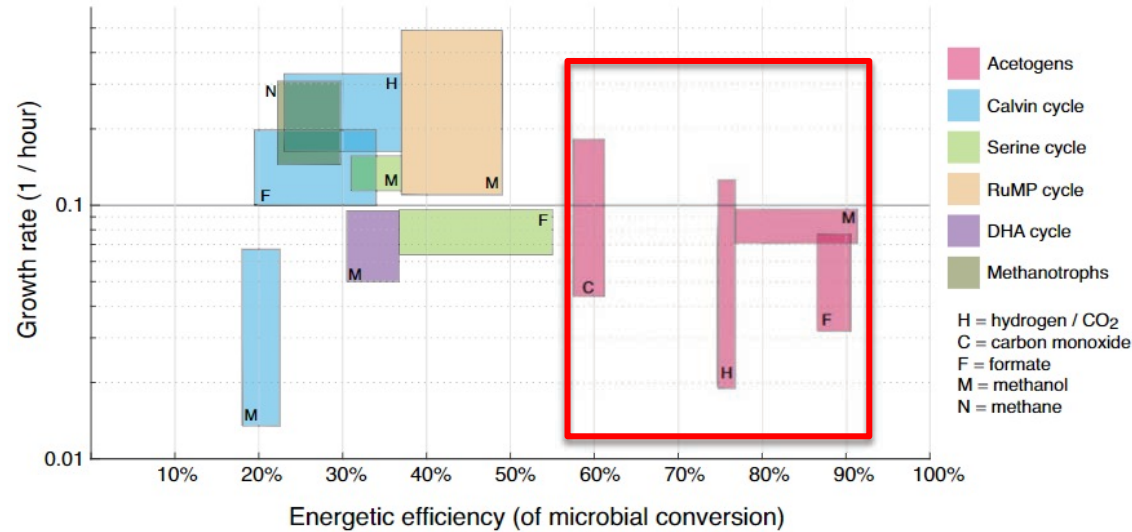 Growth rate (1 / hour)
0.1
0.01
N
H
F
M
M
F
M
M
C
H
M
F
M
10% 20% 30% 40% 50% 60% 70% 80% 90% 100%
Energetic efficiency (of microbial conversion)
Acetogens
Calvin cycle
Serine cycle
RuMP cycle
DHA cycle
Methanotrophs
H = hydrogen / CO₂
C = carbon monoxide
F = formate
M = methanol
N = methane